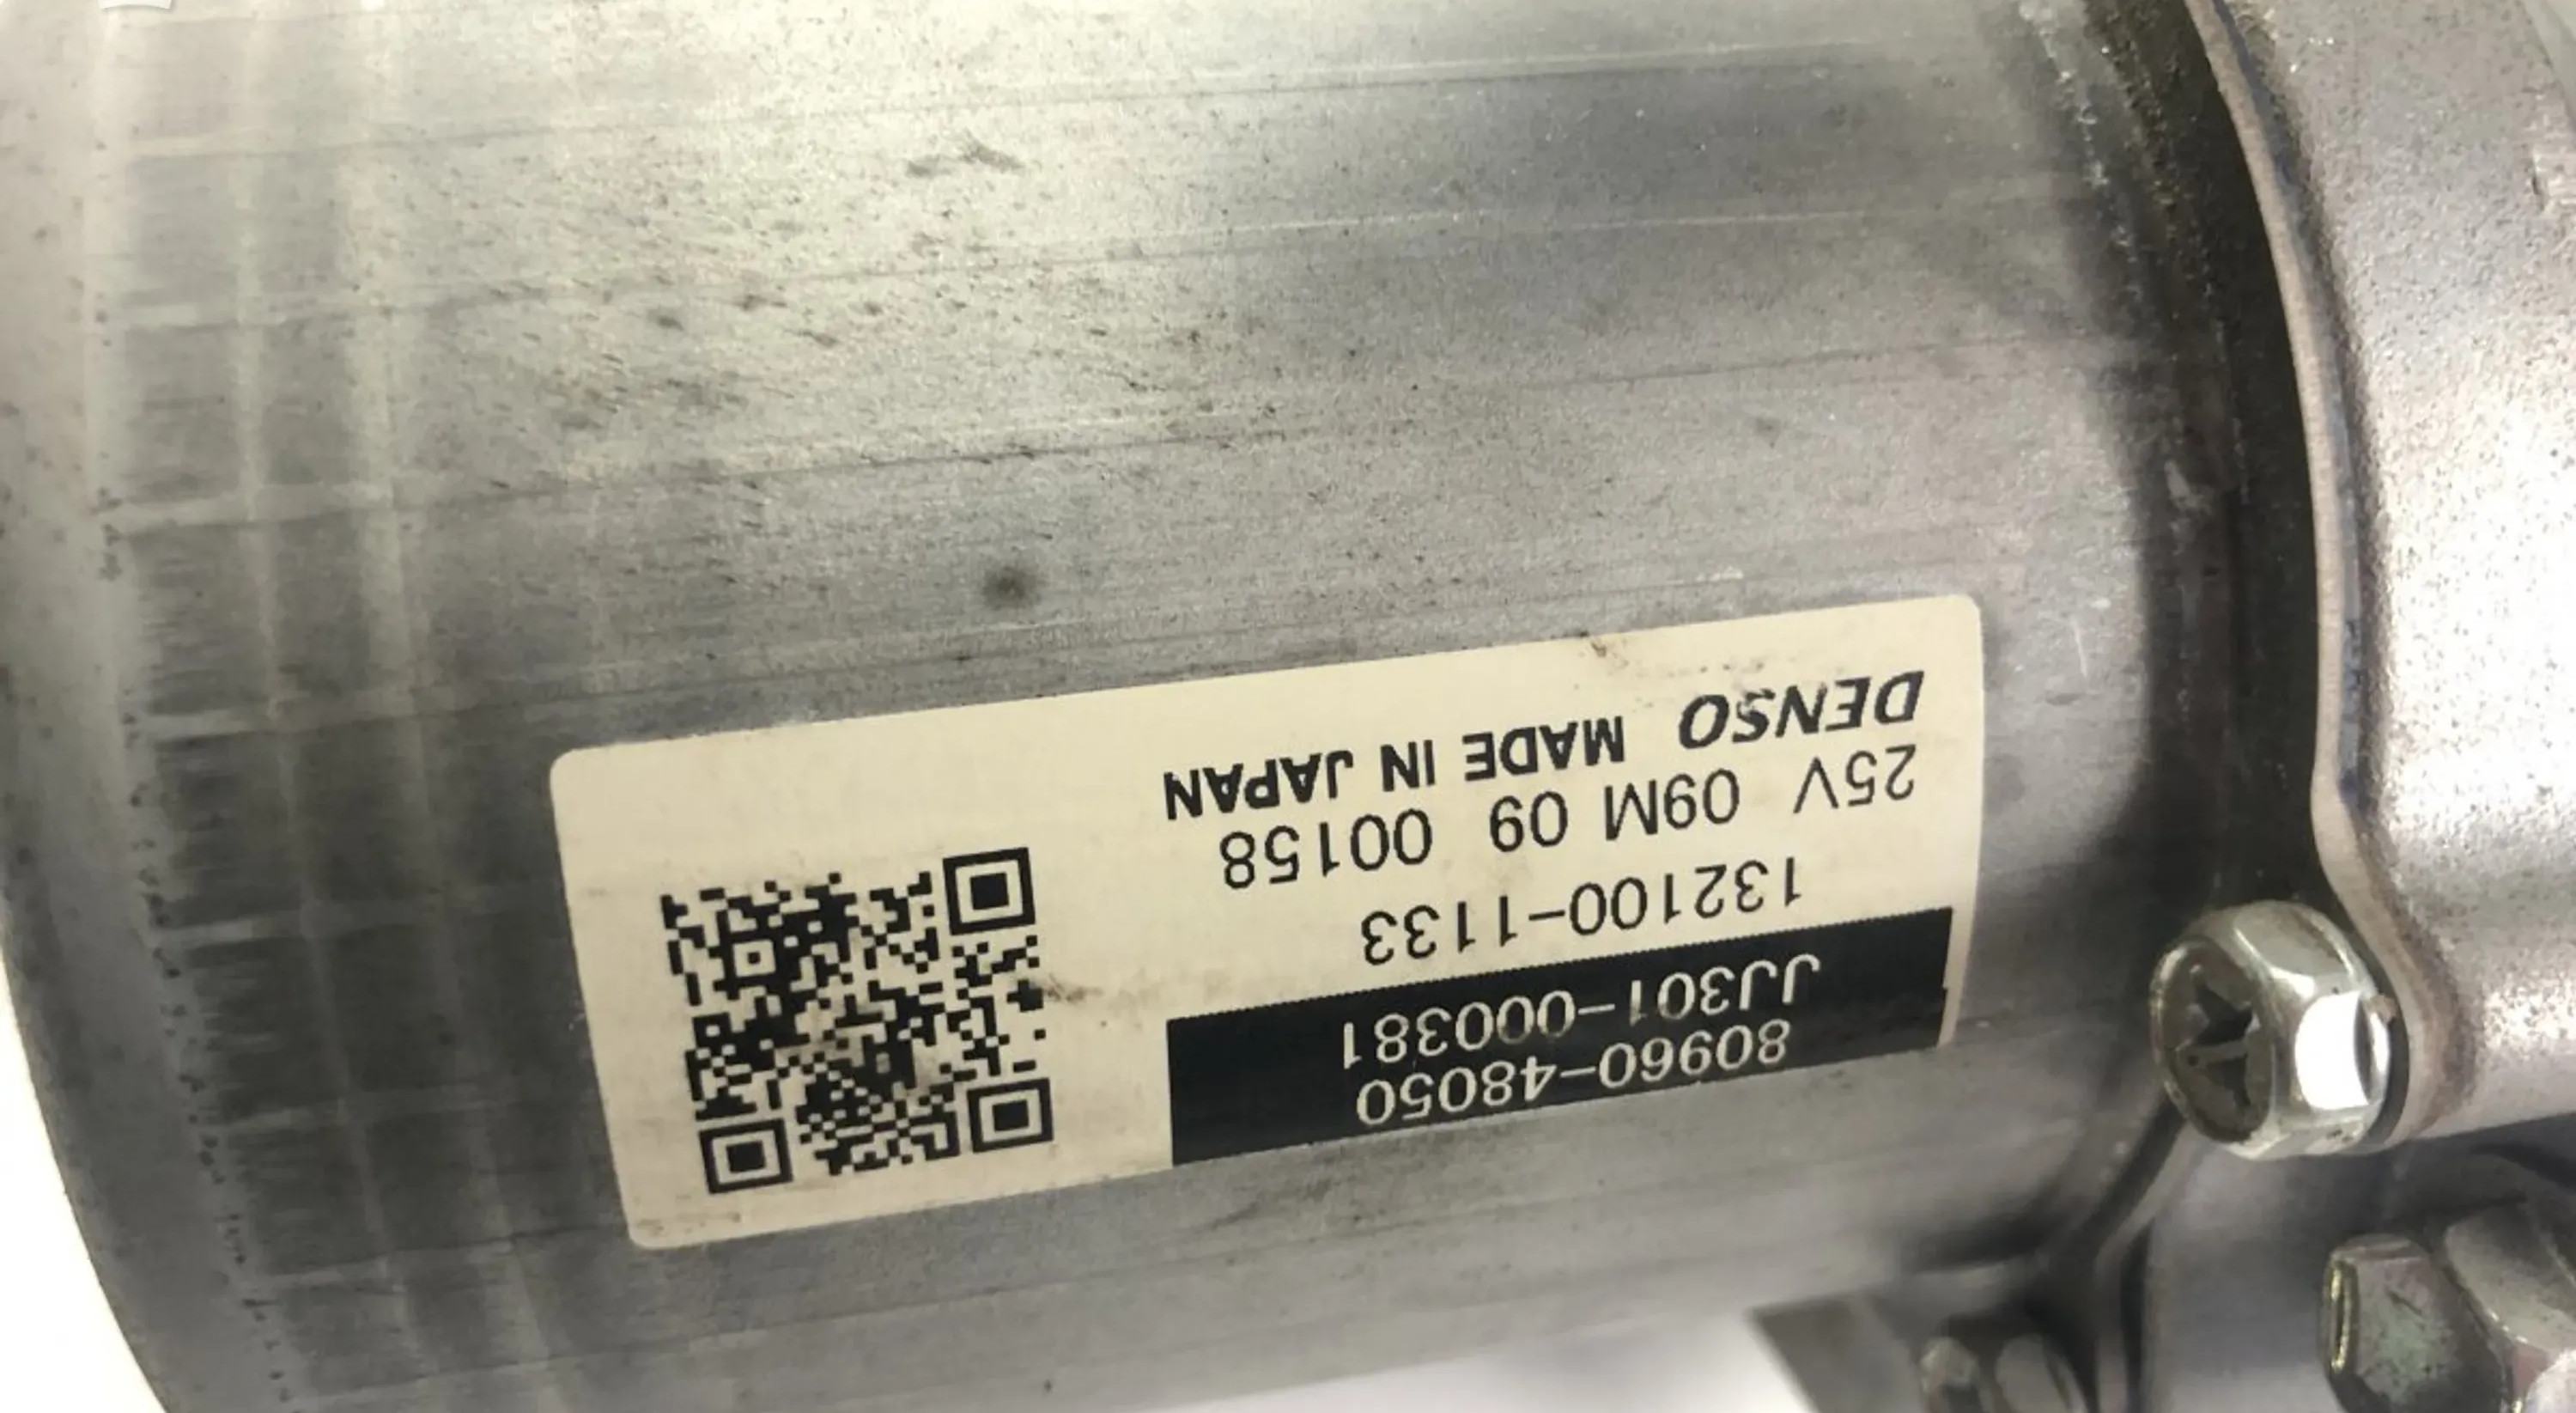 80960-48050
JJ301-000381
132100-1133
25V 09M 09 00158
DENSO MADE IN JAPAN